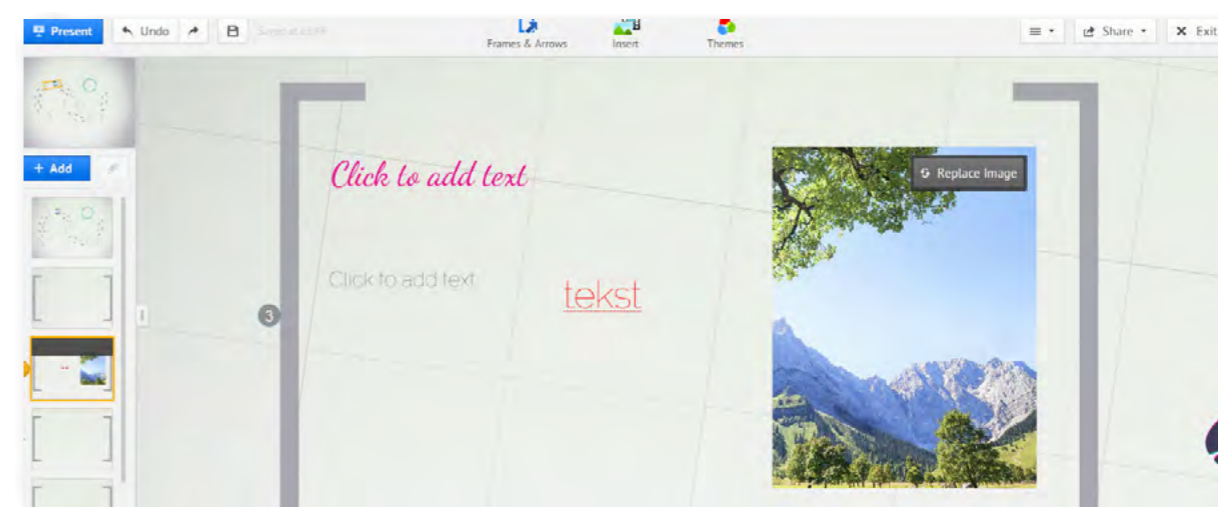 Present
Undo
Frames & Arrows
Insert
Themes
Share
Exit
+ Add
Click to add text
Replace Image
Click to add text
tekst
3